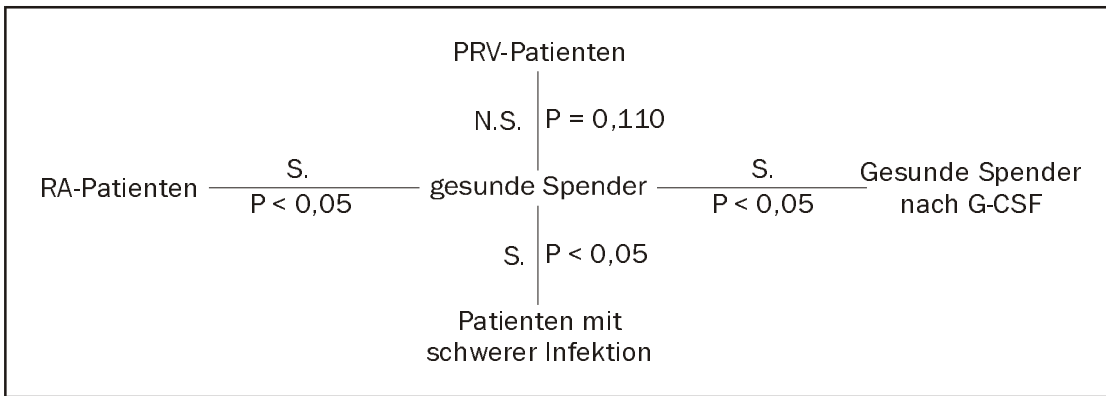 PRV-Patienten
N.S. P = 0,110
RA-Patienten
S.
P < 0,05
gesunde Spender
S.
P < 0,05
Gesunde Spender
nach G-CSF
S. P < 0,05
Patienten mit
schwerer Infektion